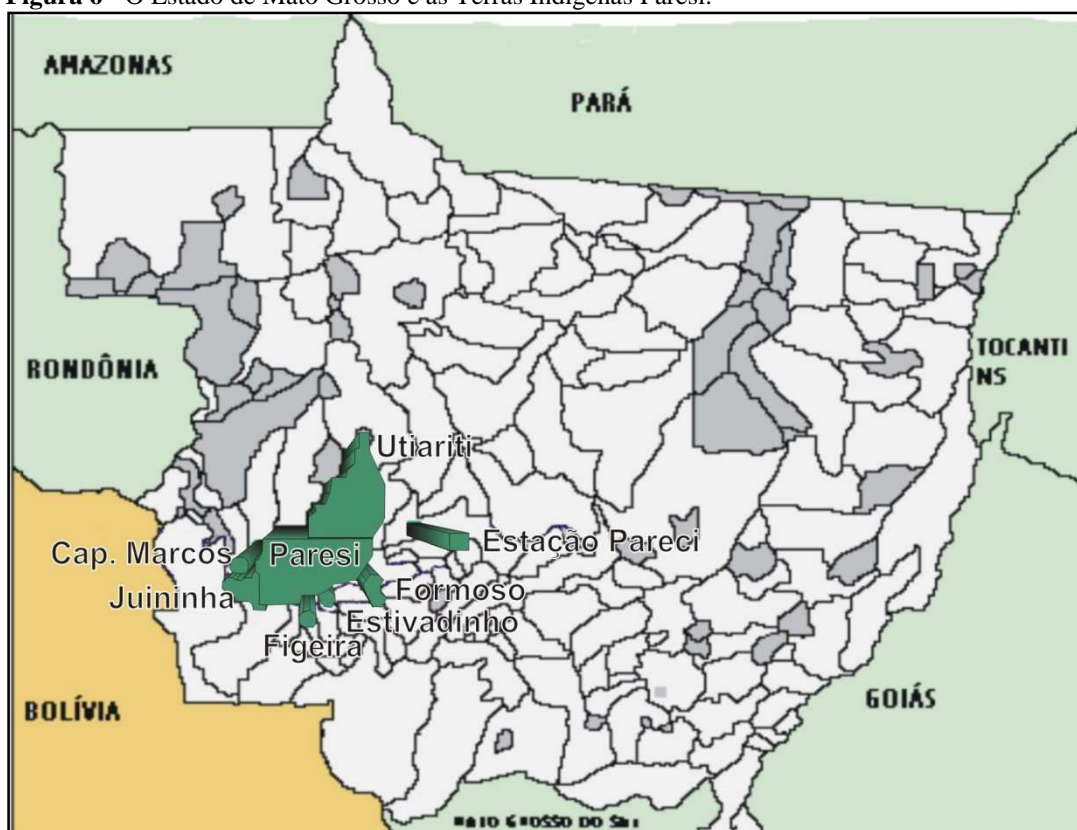 Figura 6 - O Estado de Mato Grosso e as Terras Indígenas Paresi.
AMAZONAS
PARÁ
RONDÔNIA
TOCANTI
NS
Utiariti
Cap. Marcos
Paresi
Estação Pareci
Juininha
Formoso
Estivadinho
Figeira
BOLÍVIA
GOIÁS
MATO GROSSO DO SUL